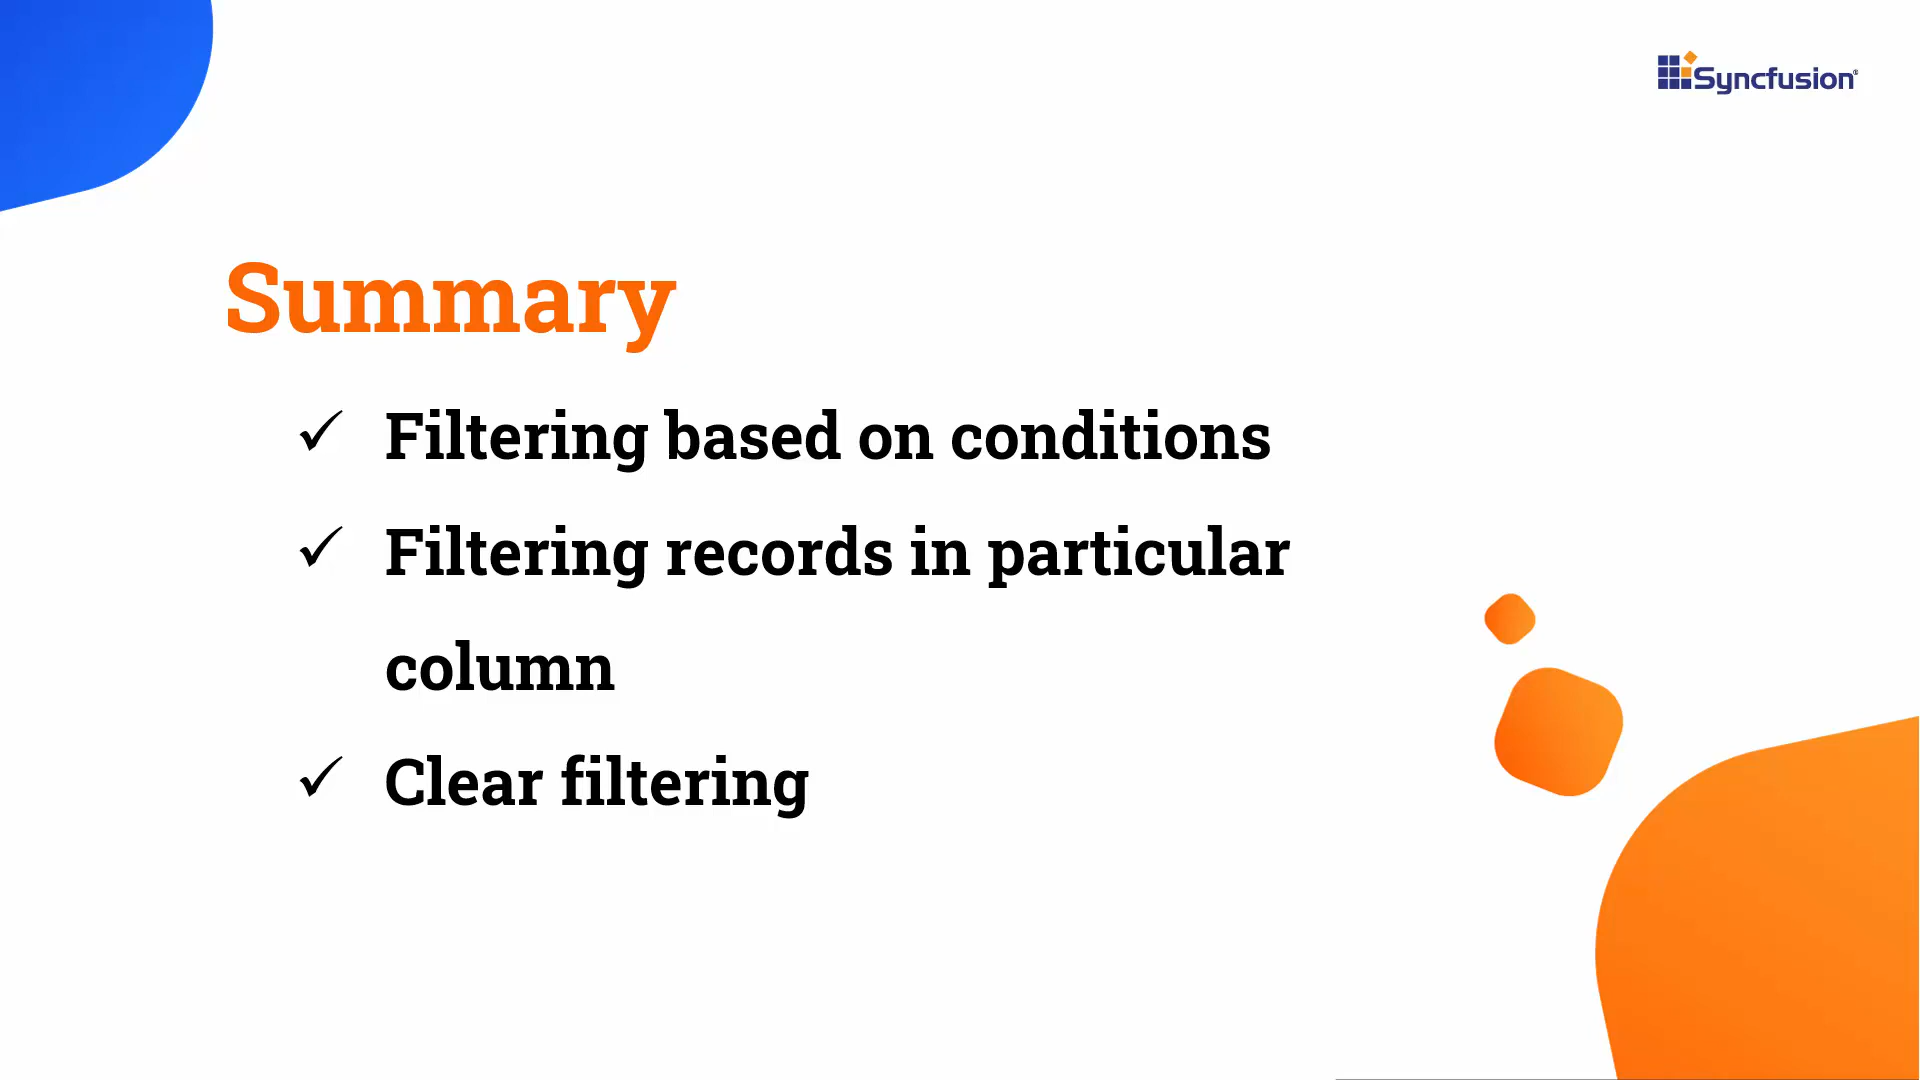 Syncfusion®
Summary
✓ Filtering based on conditions
✓ Filtering records in particular
column
✓ Clear filtering